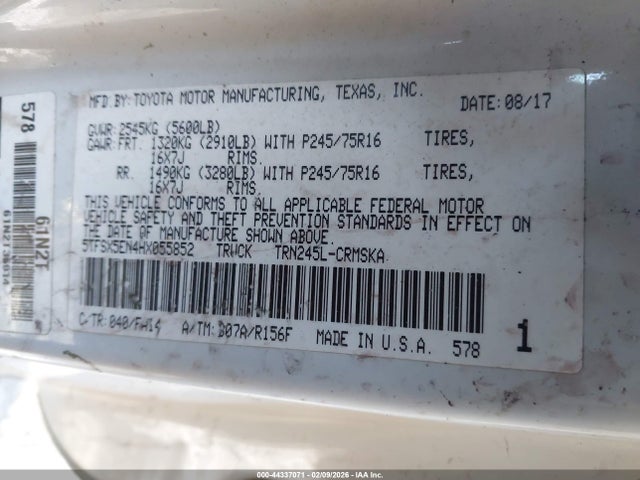 MFD BY: TOYOTA MOTOR MANUFACTURING, TEXAS, INC. DATE: 08/17
GVWR: 2545KG (5600LB)
GAWR: FRT. 1320KG (2910LB) WITH P245/75R16 TIRES,
16X7J RIMS.
RR. 1490KG (3280LB) WITH P245/75R16 TIRES,
16X7J RIMS.
THIS VEHICLE CONFORMS TO ALL APPLICABLE FEDERAL MOTOR
VEHICLE SAFETY AND THEFT PREVENTION STANDARDS IN EFFECT ON
THE DATE OF MANUFACTURE SHOWN ABOVE.
5TFSX5EN4HX055852 TRUCK TRN245L-CRMSKA
C/TR: 040/FA14 A/TM: B07A/R156F MADE IN U.S.A. 578 1
578
61N2T
000-44337071 - 02/09/2026 - IAA Inc.